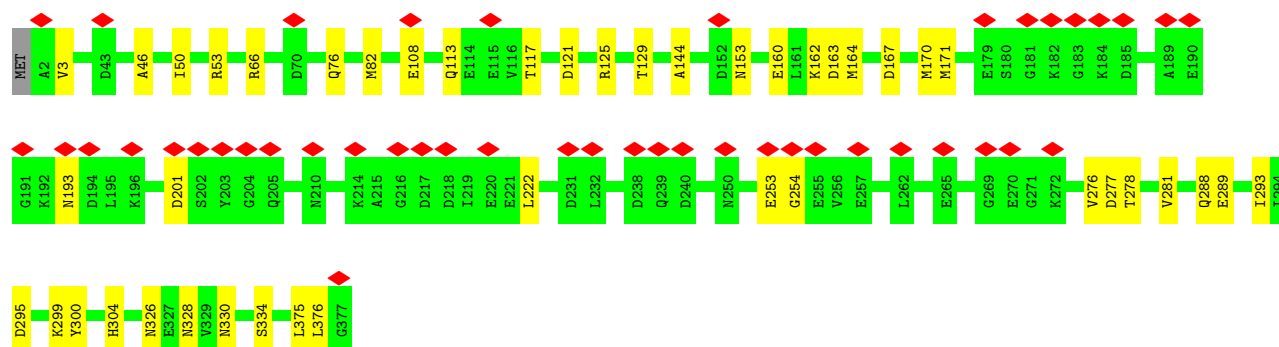 MET A2 V3 D43 A46 I50 R53 R66 D70 Q76 M82 E108 Q113 E114 E115 V116 T117 D121 R125 T129 A144 D152 N153 E160 L161 K162 D163 M164 D167 M170 M171 E179 S180 G181 K182 G183 K184 D185 A189 E190
G191 K192 N193 D194 L195 K196 D201 S202 Y203 G204 Q205 N210 K214 A215 G216 D217 D218 I219 E220 E221 L222 D231 L232 D238 Q239 D240 N250 E253 G254 E255 V256 E257 L262 E265 G269 E270 G271 K272 V276 D277 T278 V281 Q288 E289 I293 I294
D295 K299 Y300 H304 N326 E327 N328 V329 N330 S334 L375 L376 G377